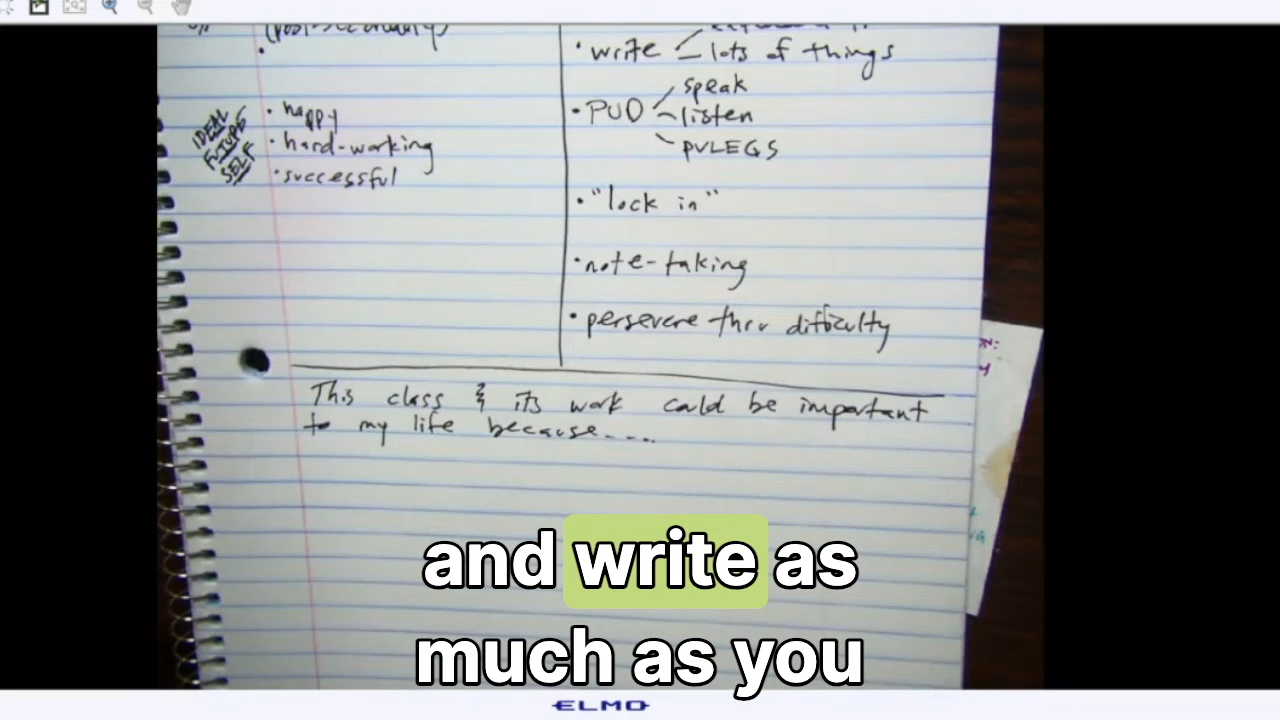 (post-secondary)
• write - lots of things
• PUD speak
listen
PVLEGS
IDEAL
FUTURE
SELF
• happy
• hard-working
• successful
• "lock in"
• note-taking
• persevere thru difficulty
This class & its work could be important
to my life because....
and write as
much as you
ELMO